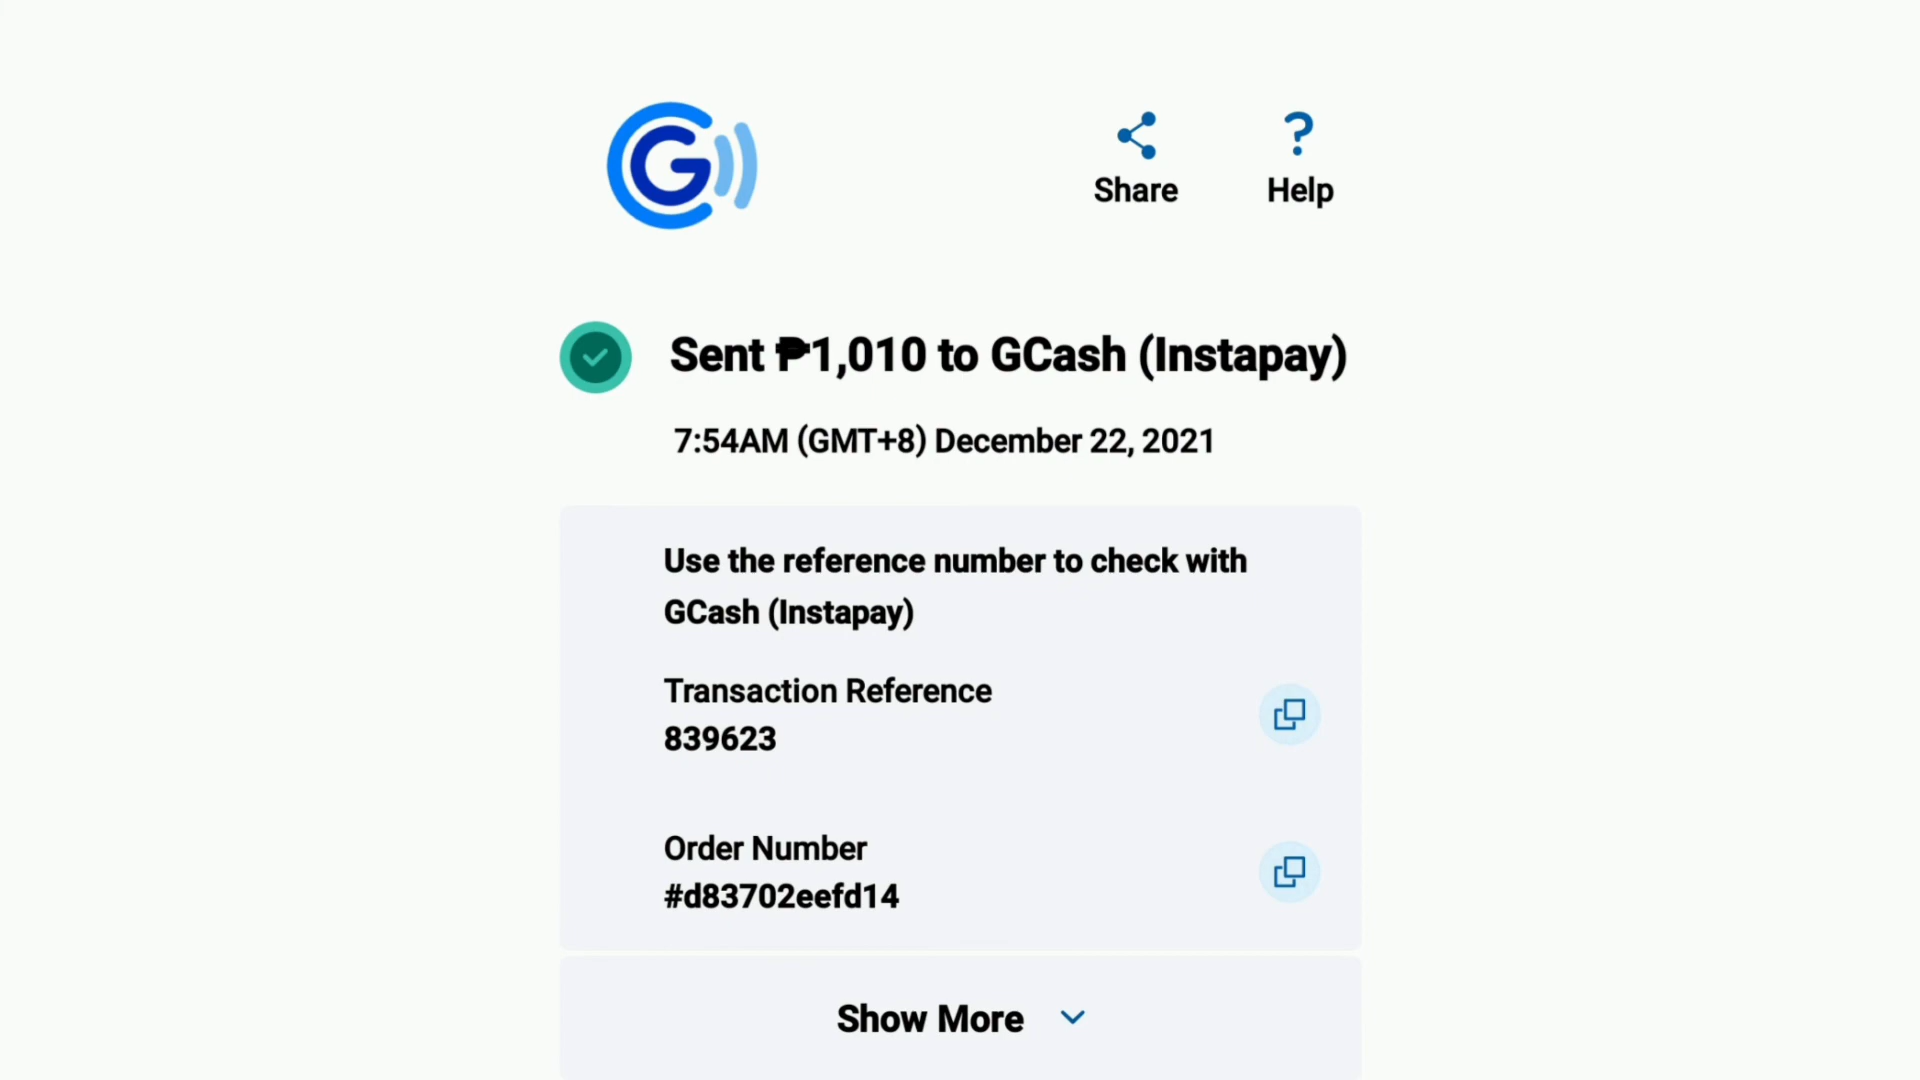 Share
Help
Sent ₱1,010 to GCash (Instapay)
7:54AM (GMT+8) December 22, 2021
Use the reference number to check with
GCash (Instapay)
Transaction Reference
839623
Order Number
#d83702eefd14
Show More